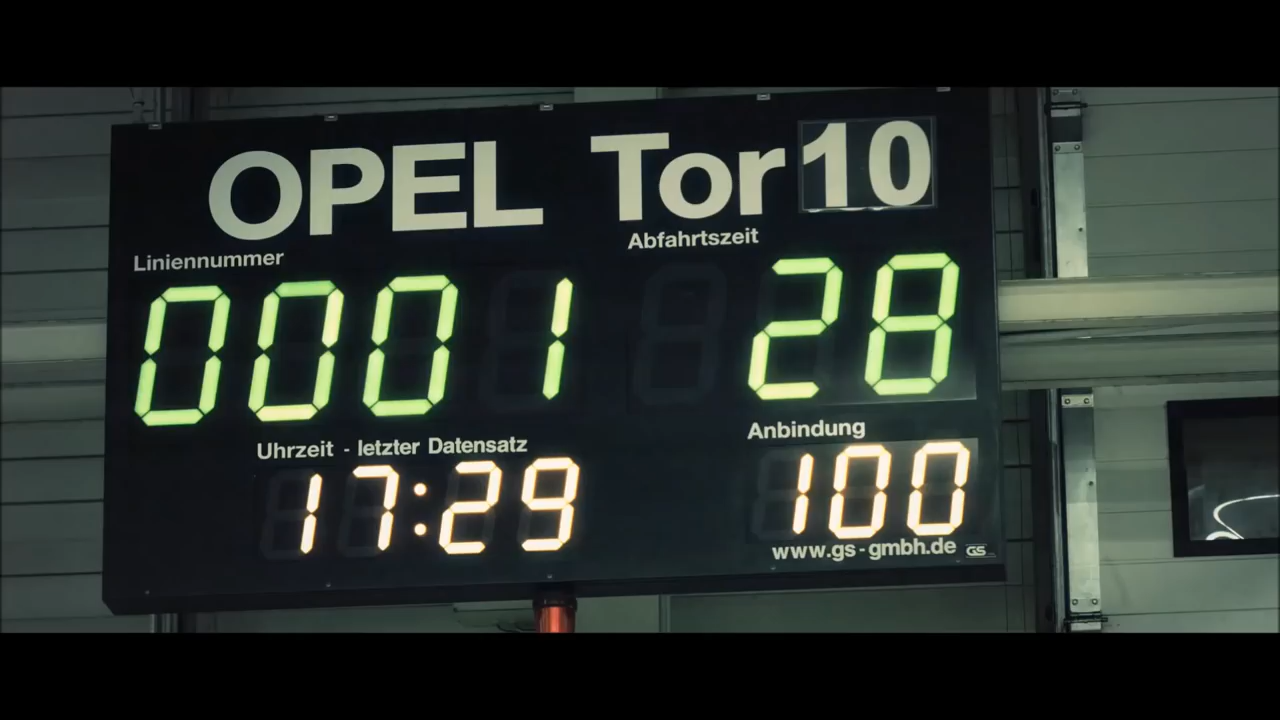 OPEL Tor 10
Liniennummer
Abfahrtszeit
0001
28
Uhrzeit - letzter Datensatz
Anbindung
17:29
100
www.gs-gmbh.de GS